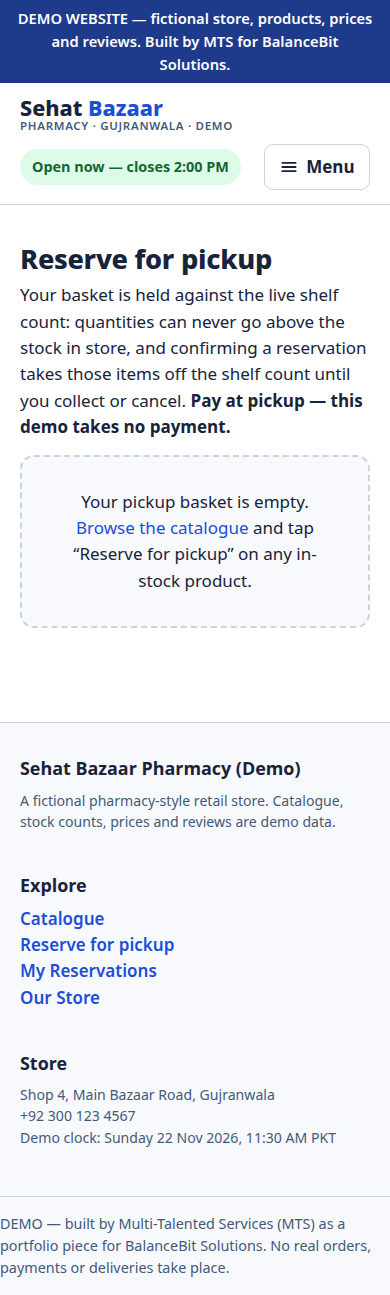 DEMO WEBSITE — fictional store, products, prices
and reviews. Built by MTS for BalanceBit
Solutions.
Sehat Bazaar
PHARMACY · GUJRANWALA · DEMO
Open now — closes 2:00 PM
Menu
Reserve for pickup
Your basket is held against the live shelf
count: quantities can never go above the
stock in store, and confirming a reservation
takes those items off the shelf count until
you collect or cancel. Pay at pickup — this
demo takes no payment.
Your pickup basket is empty.
Browse the catalogue and tap
“Reserve for pickup” on any in-
stock product.
Sehat Bazaar Pharmacy (Demo)
A fictional pharmacy-style retail store. Catalogue,
stock counts, prices and reviews are demo data.
Explore
Catalogue
Reserve for pickup
My Reservations
Our Store
Store
Shop 4, Main Bazaar Road, Gujranwala
+92 300 123 4567
Demo clock: Sunday 22 Nov 2026, 11:30 AM PKT
DEMO — built by Multi-Talented Services (MTS) as a
portfolio piece for BalanceBit Solutions. No real orders,
payments or deliveries take place.